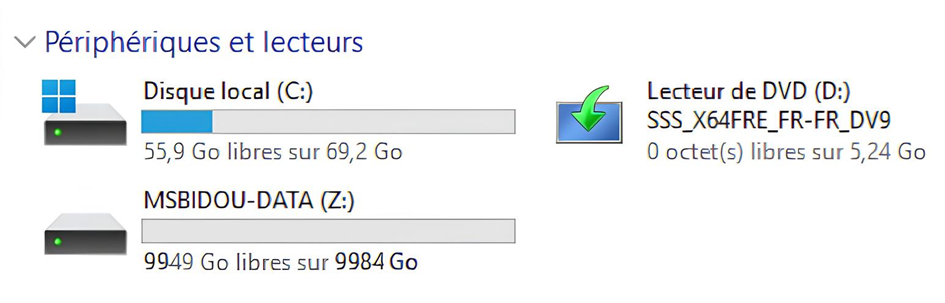 Périphériques et lecteurs
Disque local (C:)
55,9 Go libres sur 69,2 Go
Lecteur de DVD (D:)
SSS_X64FRE_FR-FR_DV9
0 octet(s) libres sur 5,24 Go
MSBIDOU-DATA (Z:)
9949 Go libres sur 9984 Go